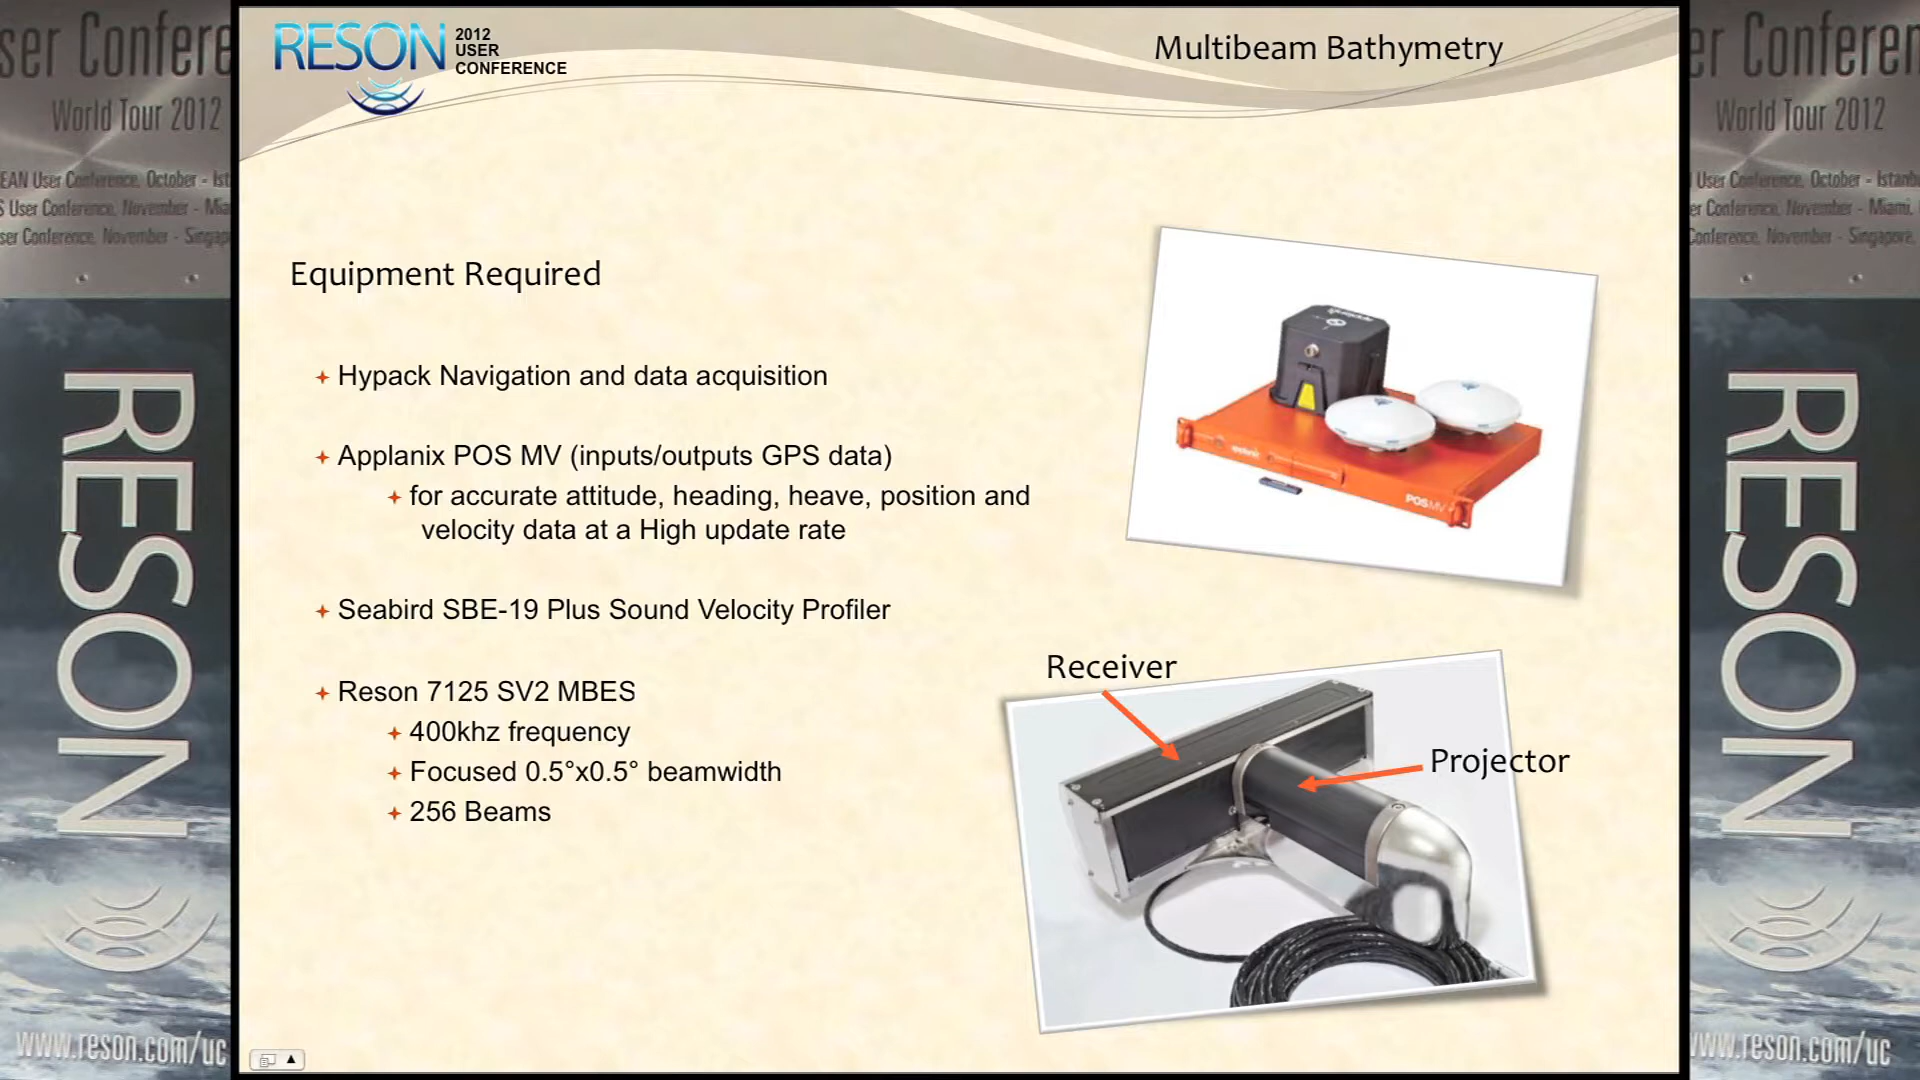 RESON
2012
USER
CONFERENCE
Multibeam Bathymetry
Equipment Required
Hypack Navigation and data acquisition
Applanix POS MV (inputs/outputs GPS data)
for accurate attitude, heading, heave, position and
velocity data at a High update rate
Seabird SBE-19 Plus Sound Velocity Profiler
Reson 7125 SV2 MBES
400khz frequency
Focused 0.5°x0.5° beamwidth
256 Beams
POS MV
Receiver
Projector
ser Confere
World Tour 2012
EAN User Conference, October - Ist
S User Conference, November - Mia
ser Conference, November - Singap
RESON
www.reson.com/uc
er Conferen
World Tour 2012
User Conference, October - Istanb
er Conference, November - Miami,
Conference, November - Singapore,
RESON
www.reson.com/uc